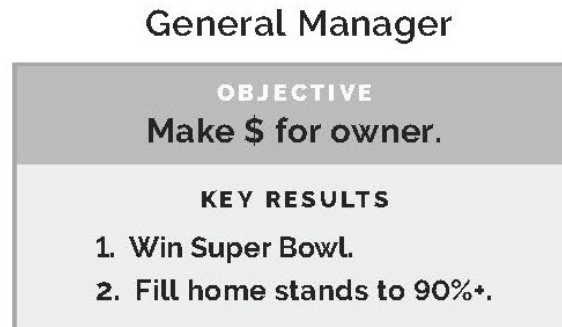 General Manager
OBJECTIVE
Make $ for owner.
KEY RESULTS
1. Win Super Bowl.
2. Fill home stands to 90%+.